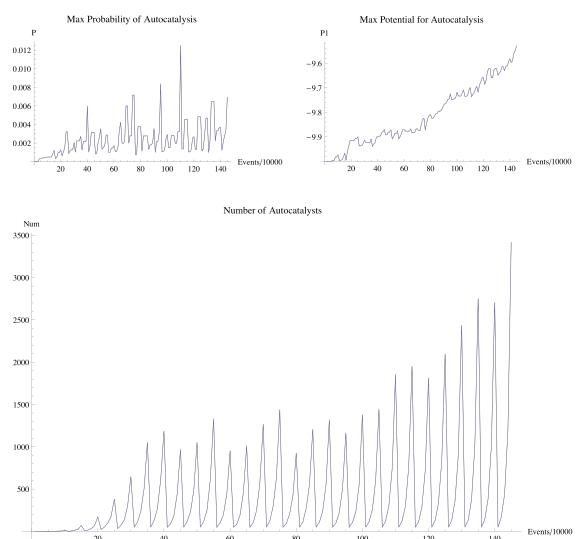 Max Probability of Autocatalysis
P
0.012
0.010
0.008
0.006
0.004
0.002
20 40 60 80 100 120 140
Events/10000
Max Potential for Autocatalysis
P1
-9.6
-9.7
-9.8
-9.9
20 40 60 80 100 120 140
Events/10000
Number of Autocatalysts
Num
3500
3000
2500
2000
1500
1000
500
20 40 60 80 100 120 140
Events/10000